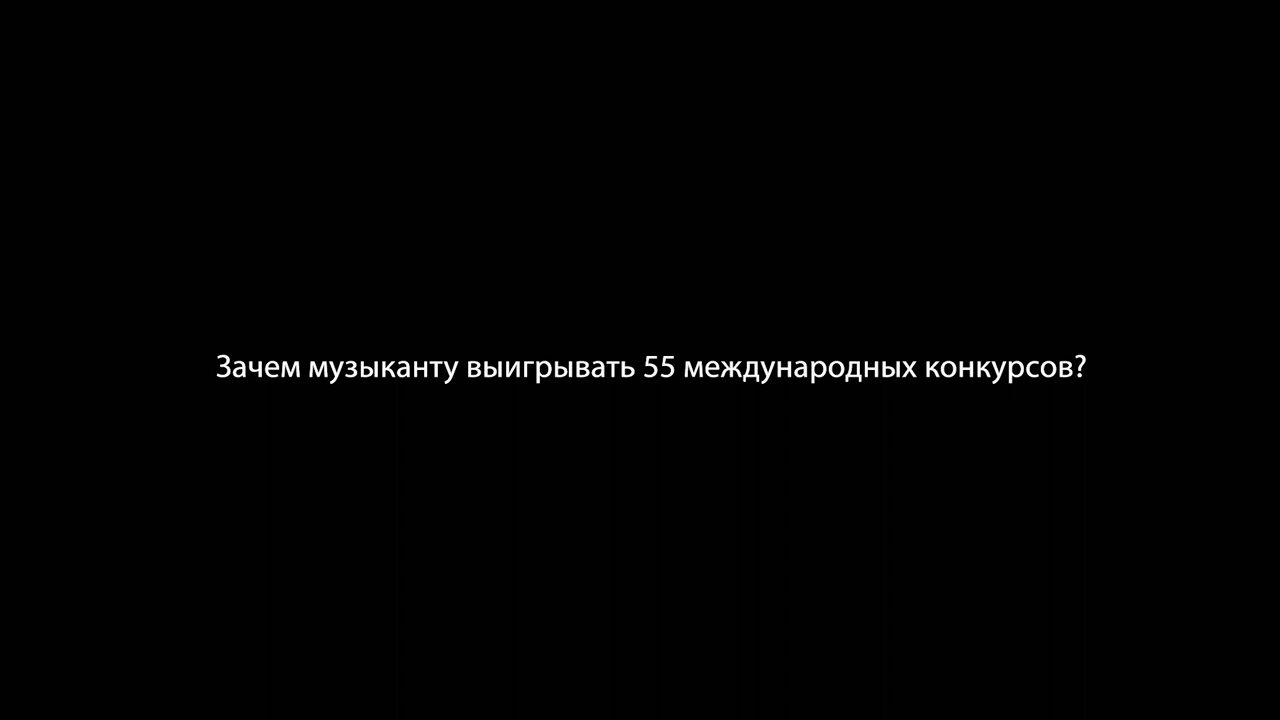 Зачем музыканту выигрывать 55 международных конкурсов?